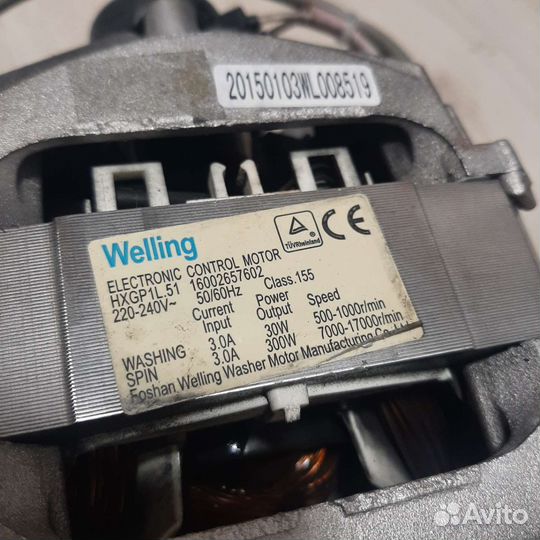 20150103WL008519
Welling
TÜVRheinland
CE
ELECTRONIC CONTROL MOTOR
HXGP1L.51 16002657602
220-240V~ 50/60Hz Class.155
Current Power Speed
Input Output
WASHING 3.0A 30W 500-1000r/min
SPIN 3.0A 300W 7000-17000r/min
Foshan Welling Washer Motor Manufacturing Co.,Ltd.
Avito